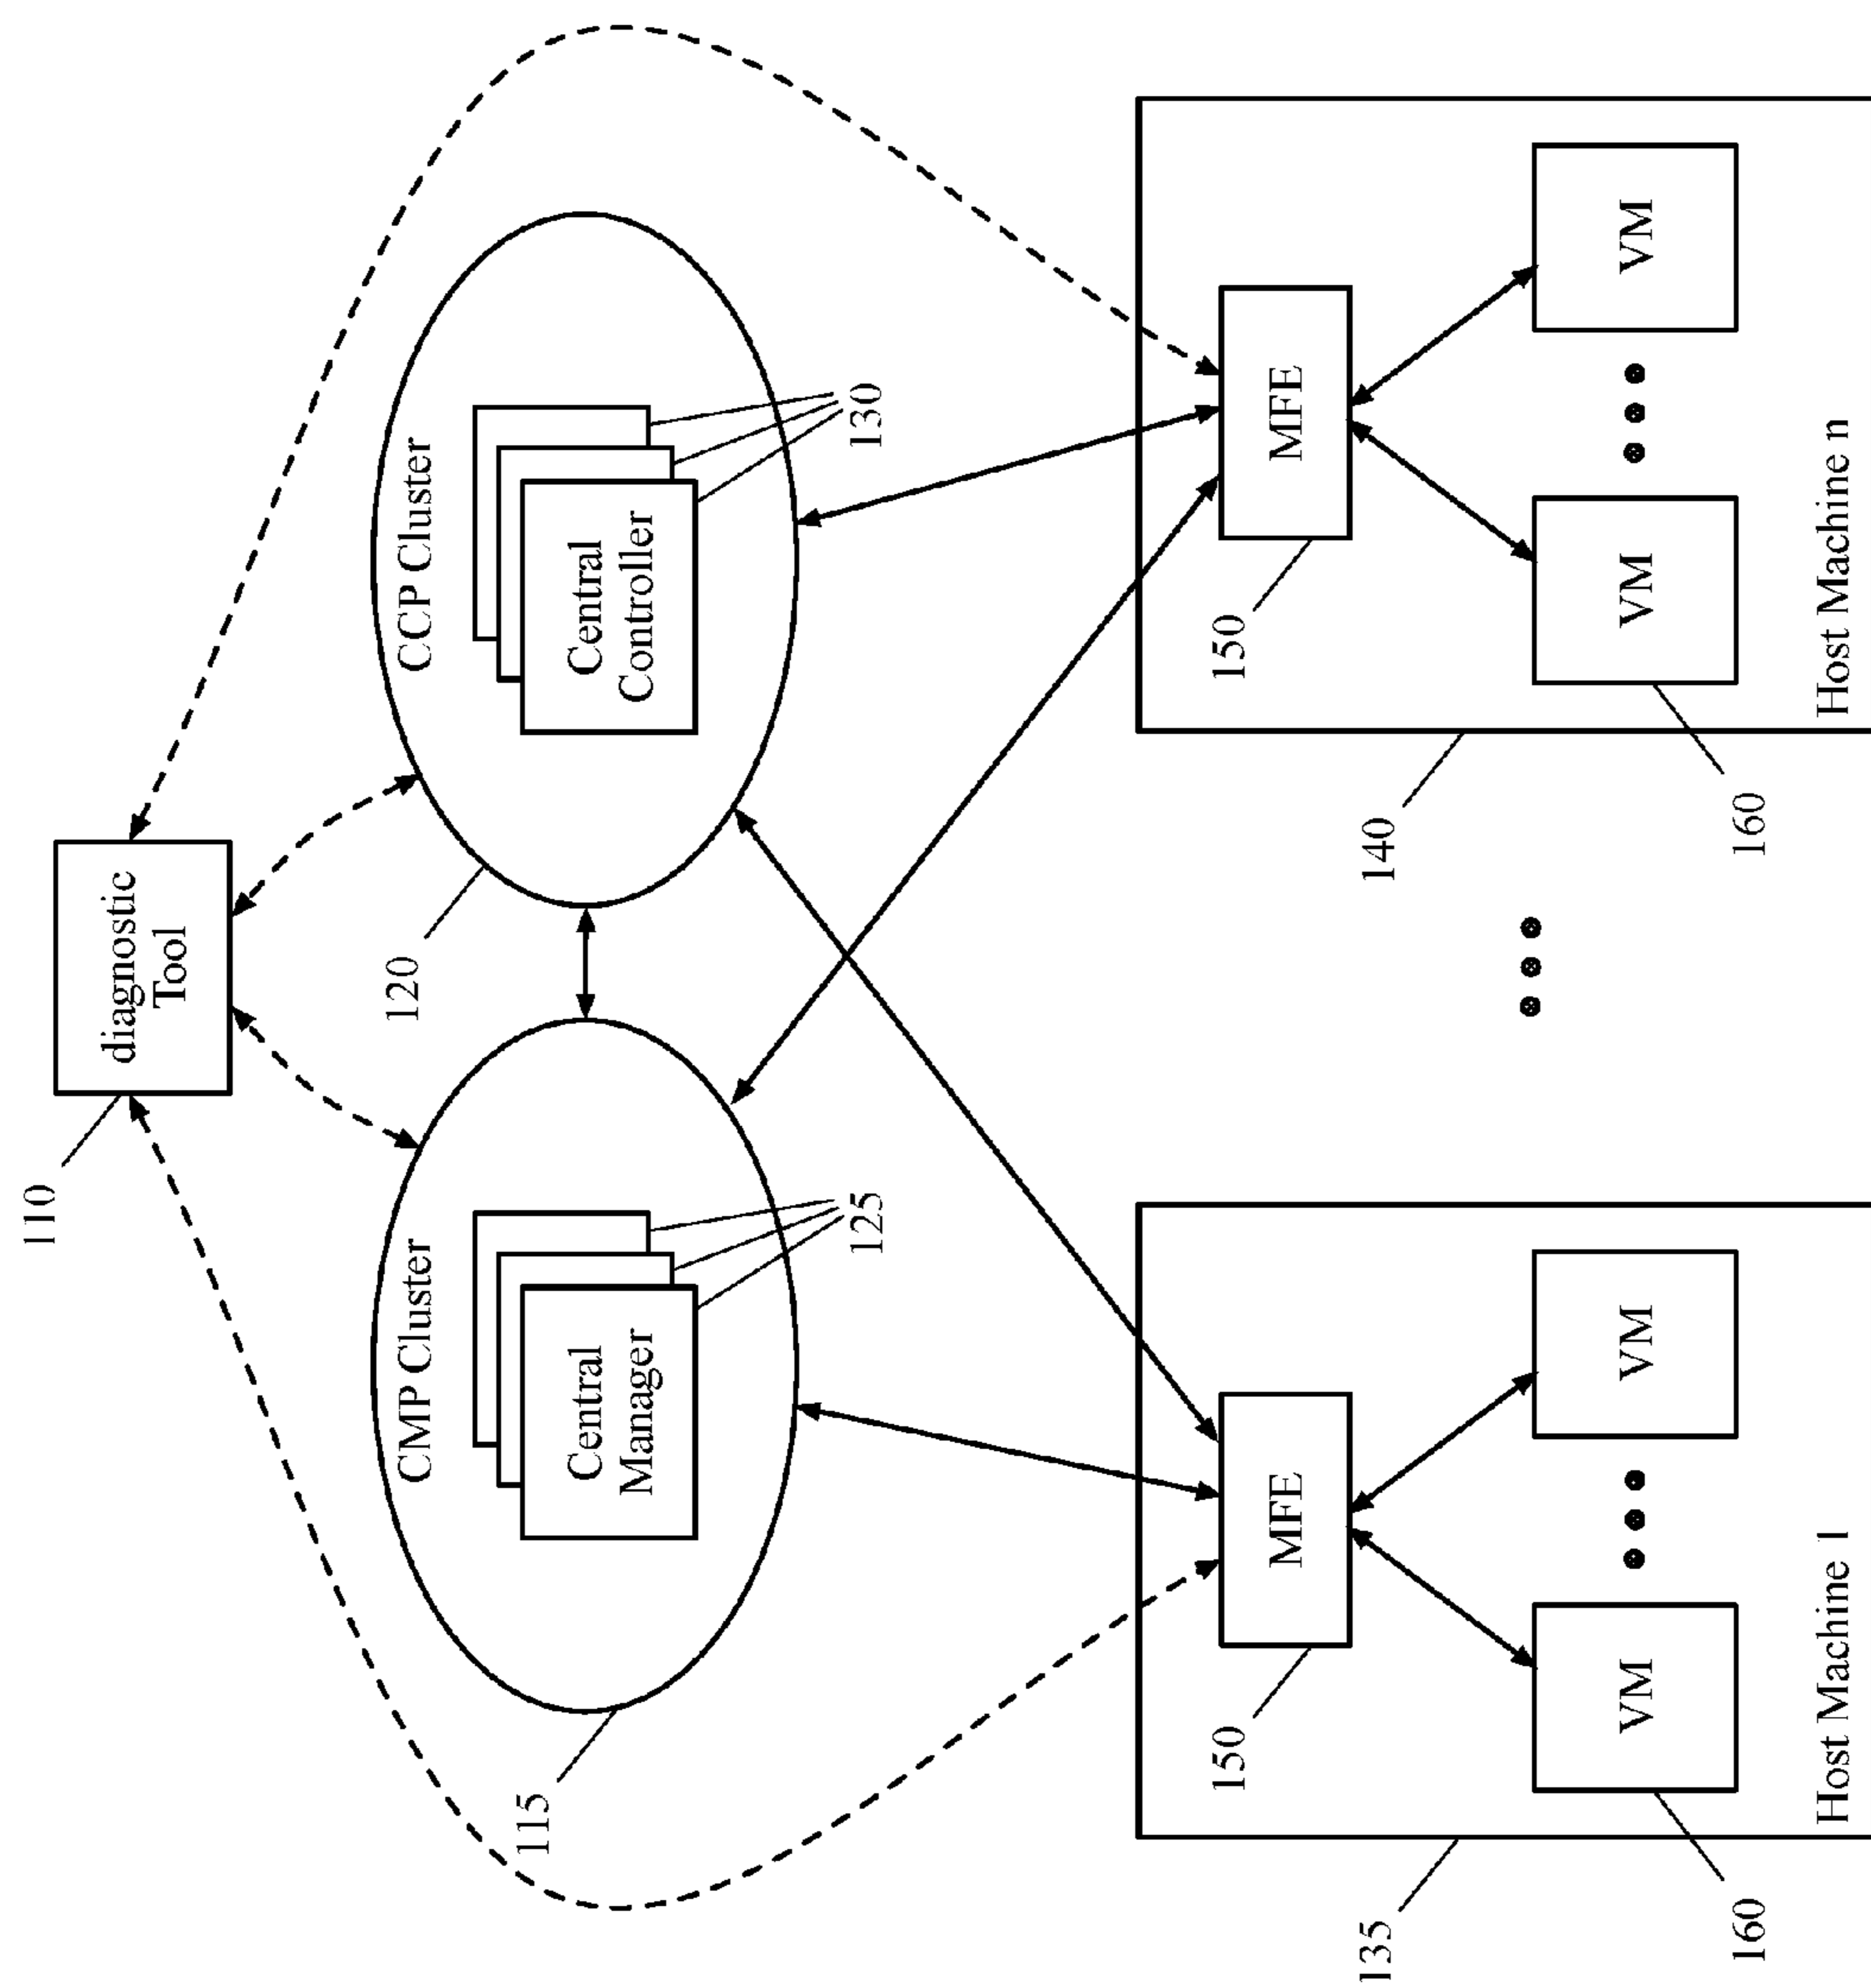 110
diagnostic
Tool
CMP Cluster
CCP Cluster
120
Central
Manager
Central
Controller
115
125
130
150
MFE
150
MFE
135
140
VM
VM
VM
VM
160
160
Host Machine 1
Host Machine n